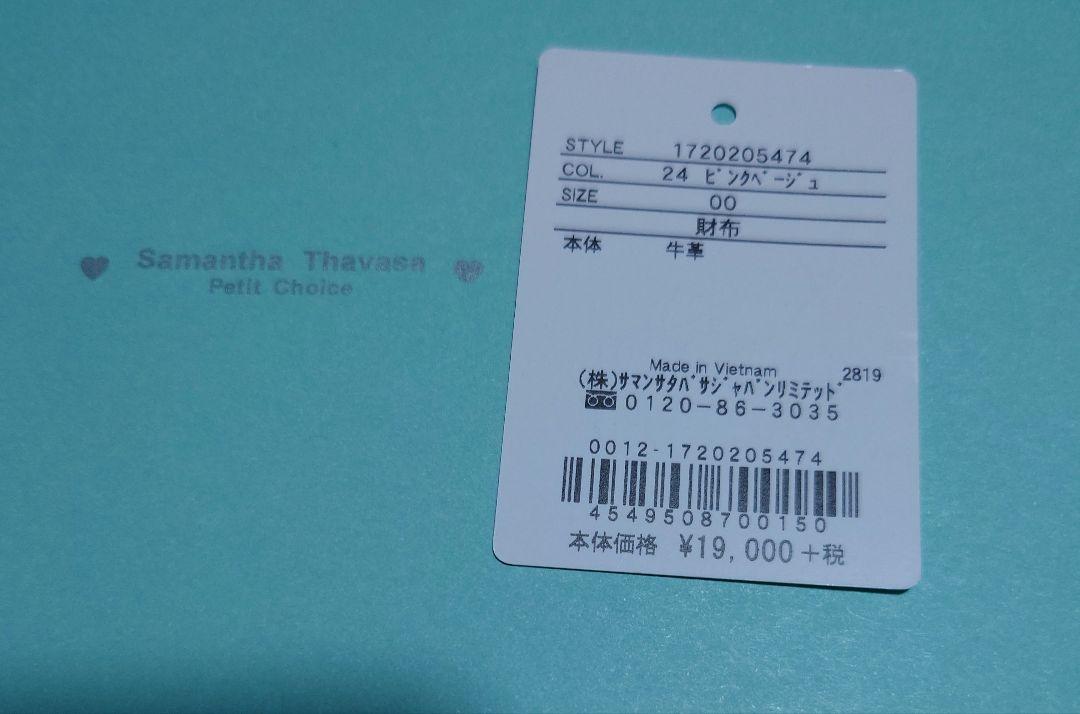 Samantha Thavasa
Petit Choice
STYLE 1720205474
COL. 24 ピンクベージュ
SIZE 00
財布
本体 牛革
Made in Vietnam 2819
(株)サマンサタバサジャパンリミテッド
0120-86-3035
0012-1720205474
4549508700150
本体価格 ¥19,000+税